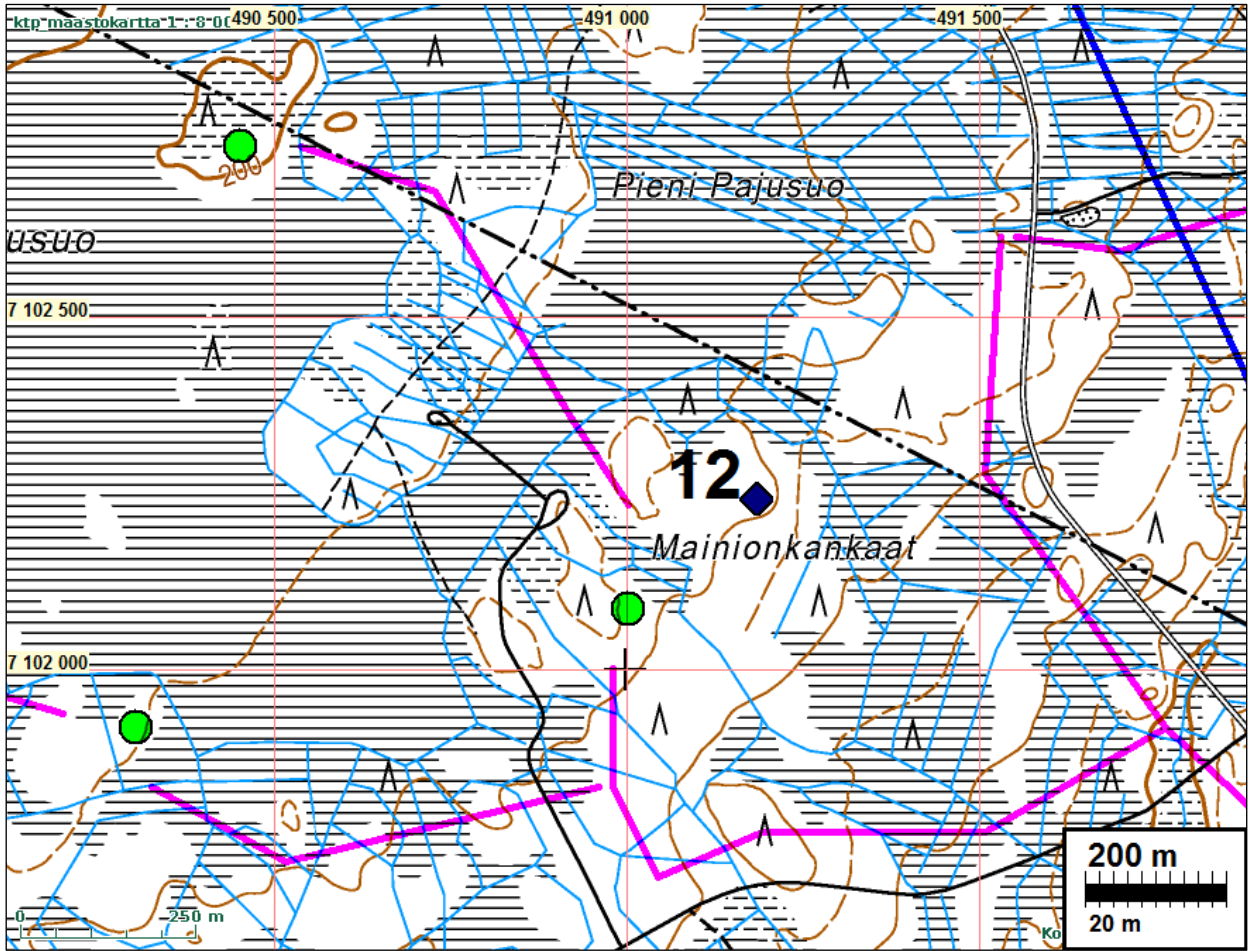 ktp_maastokartta 1 : 8 00
490 500
491 000
491 500
200
Pieni Pajusuo
usuo
7 102 500
12
Mainionkankaat
7 102 000
200 m
20 m
0
250 m
Ko